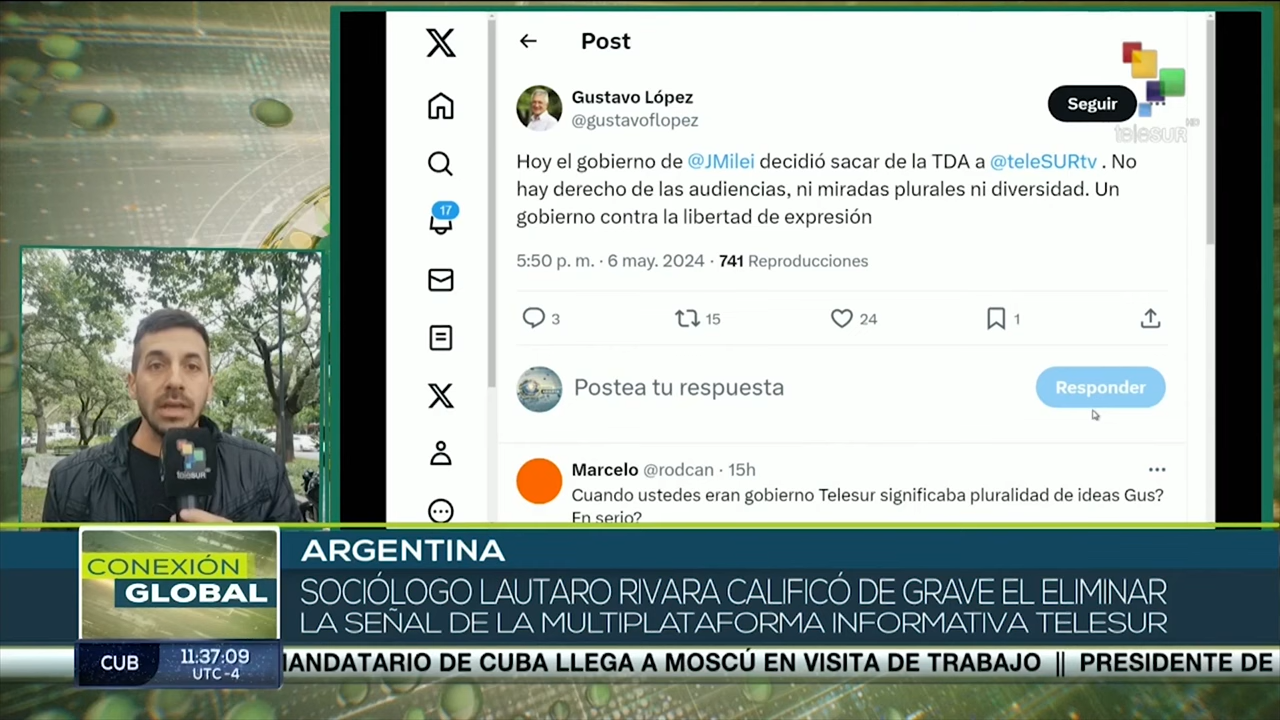 Post
Gustavo López
@gustavoflopez
Seguir
teleSUR HD
Hoy el gobierno de @JMilei decidió sacar de la TDA a @teleSURtv . No
hay derecho de las audiencias, ni miradas plurales ni diversidad. Un
gobierno contra la libertad de expresión
5:50 p. m. · 6 may. 2024 · 741 Reproducciones
3
15
24
1
17
Postea tu respuesta
Responder
Marcelo @rodcan · 15h
Cuando ustedes eran gobierno Telesur significaba pluralidad de ideas Gus?
En serio?
teleSUR
CONEXIÓN
GLOBAL
ARGENTINA
SOCIÓLOGO LAUTARO RIVARA CALIFICÓ DE GRAVE EL ELIMINAR
LA SEÑAL DE LA MULTIPLATAFORMA INFORMATIVA TELESUR
CUB
11:37:09
UTC-4
MANDATARIO DE CUBA LLEGA A MOSCÚ EN VISITA DE TRABAJO || PRESIDENTE DE